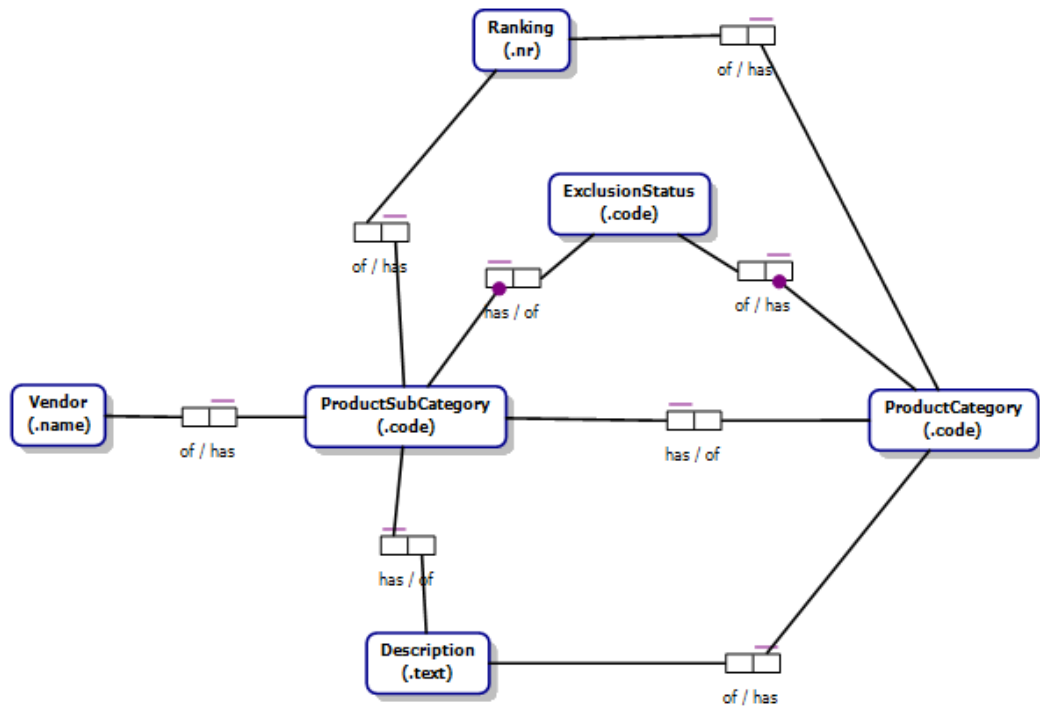 Ranking
(.nr)
of / has
ExclusionStatus
(.code)
of / has
has / of
of / has
Vendor
(.name)
ProductSubCategory
(.code)
ProductCategory
(.code)
of / has
has / of
has / of
Description
(.text)
of / has